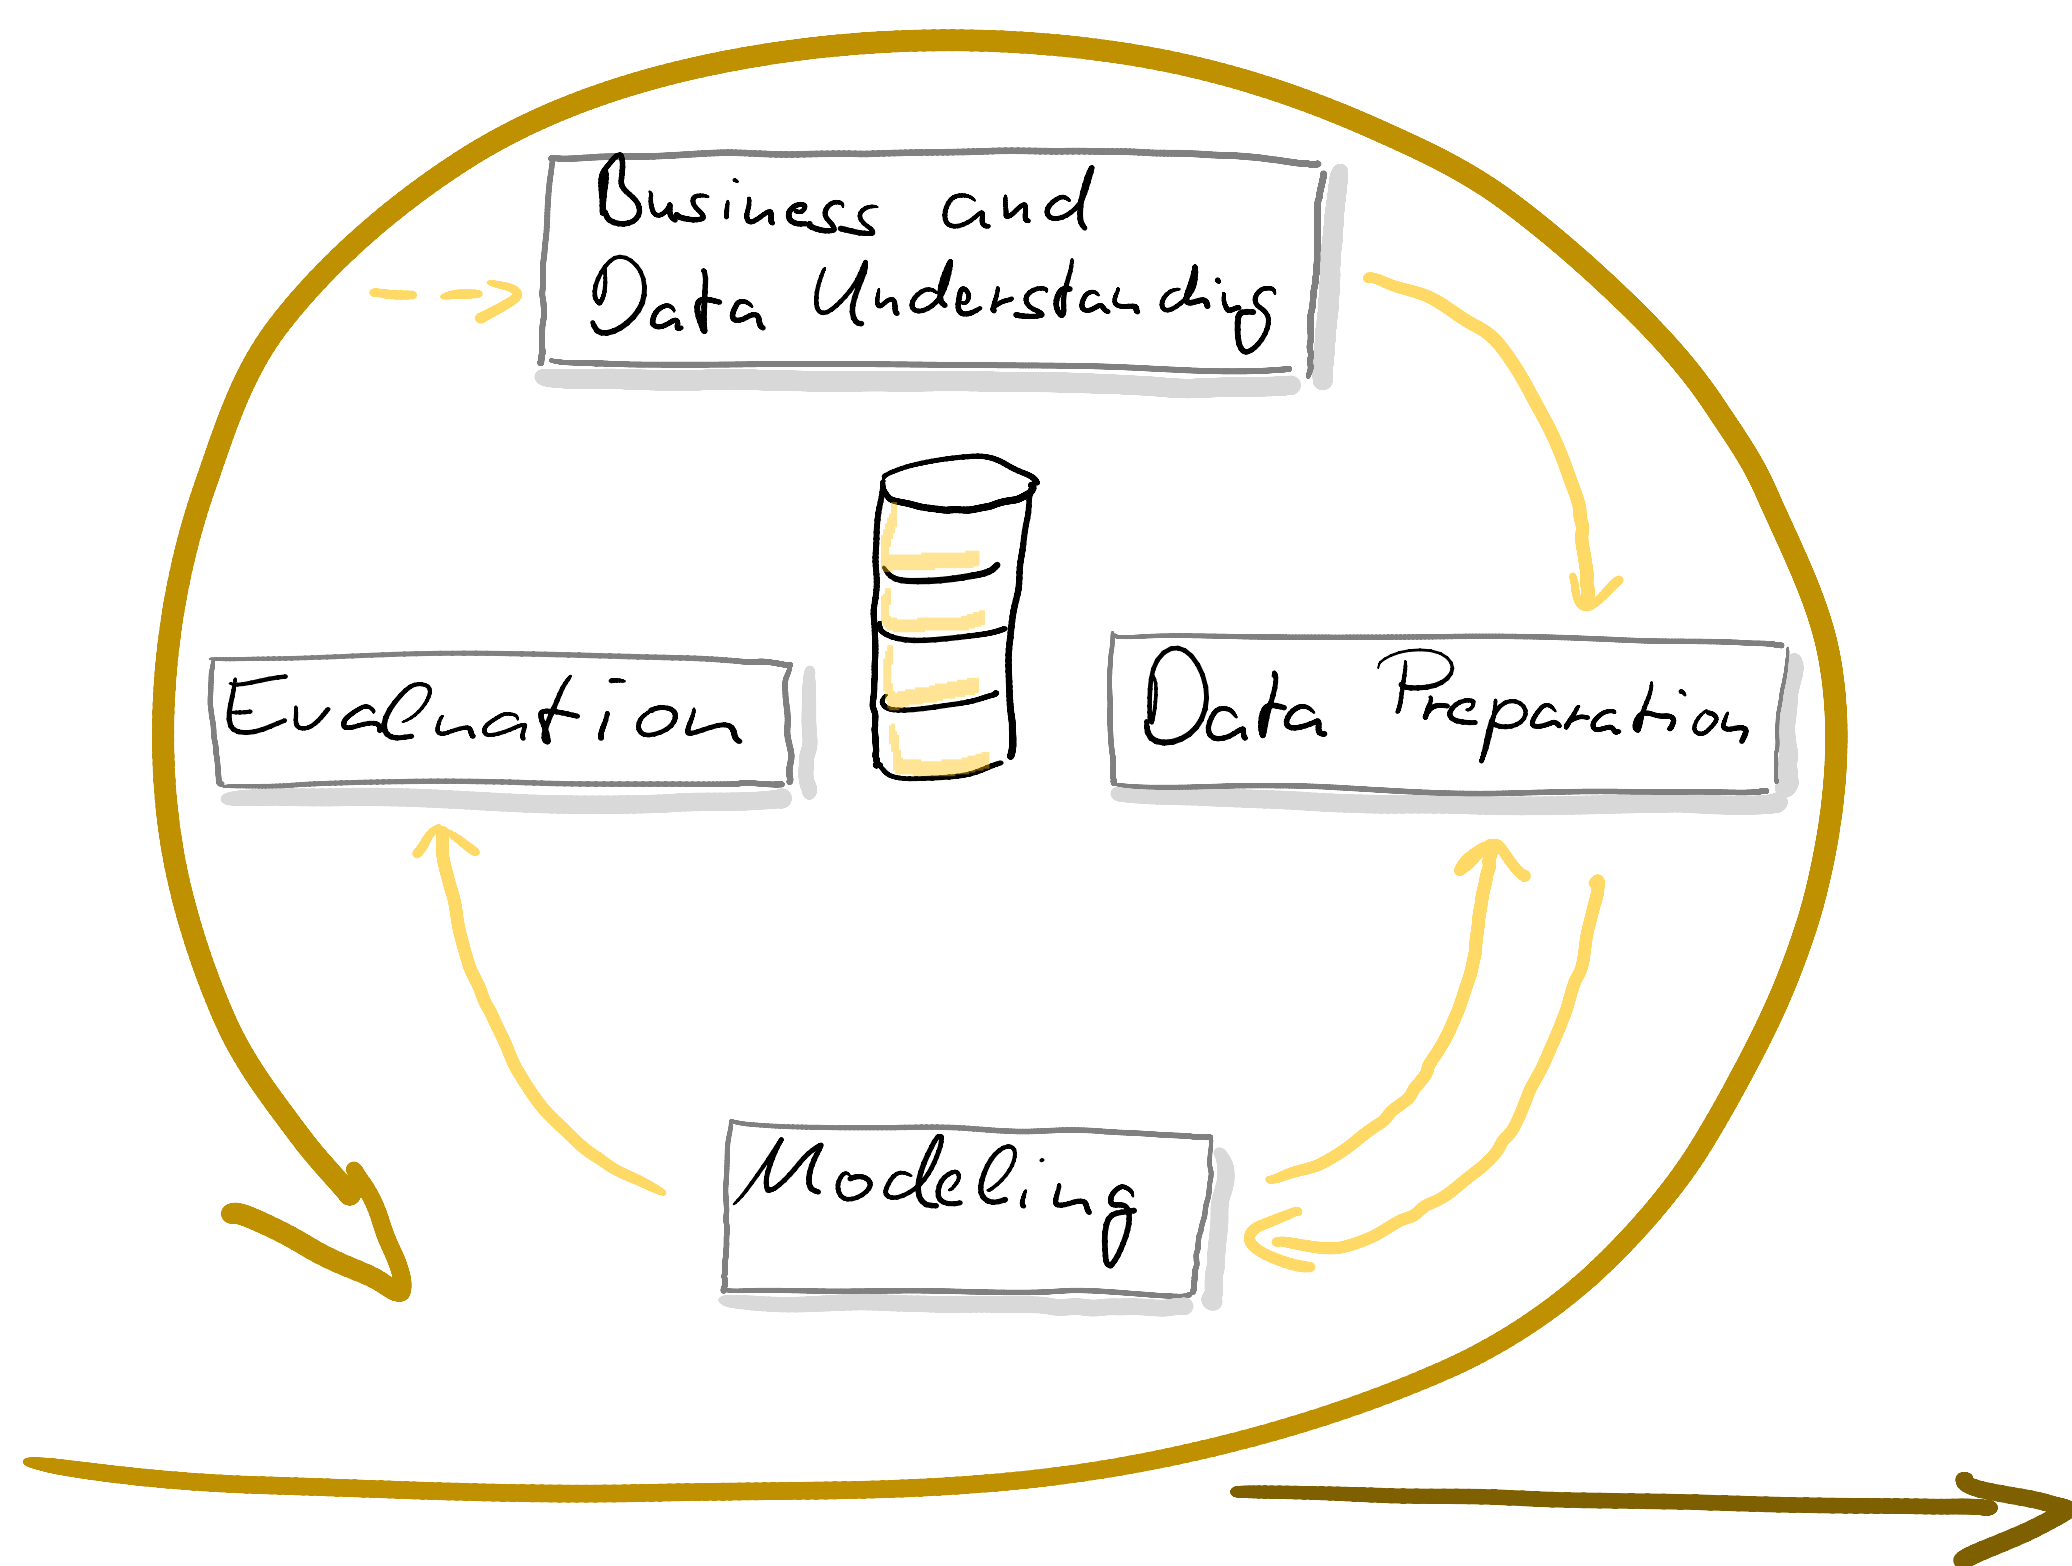 Business and
Data Understanding
Evaluation
Data Preparation
Modeling